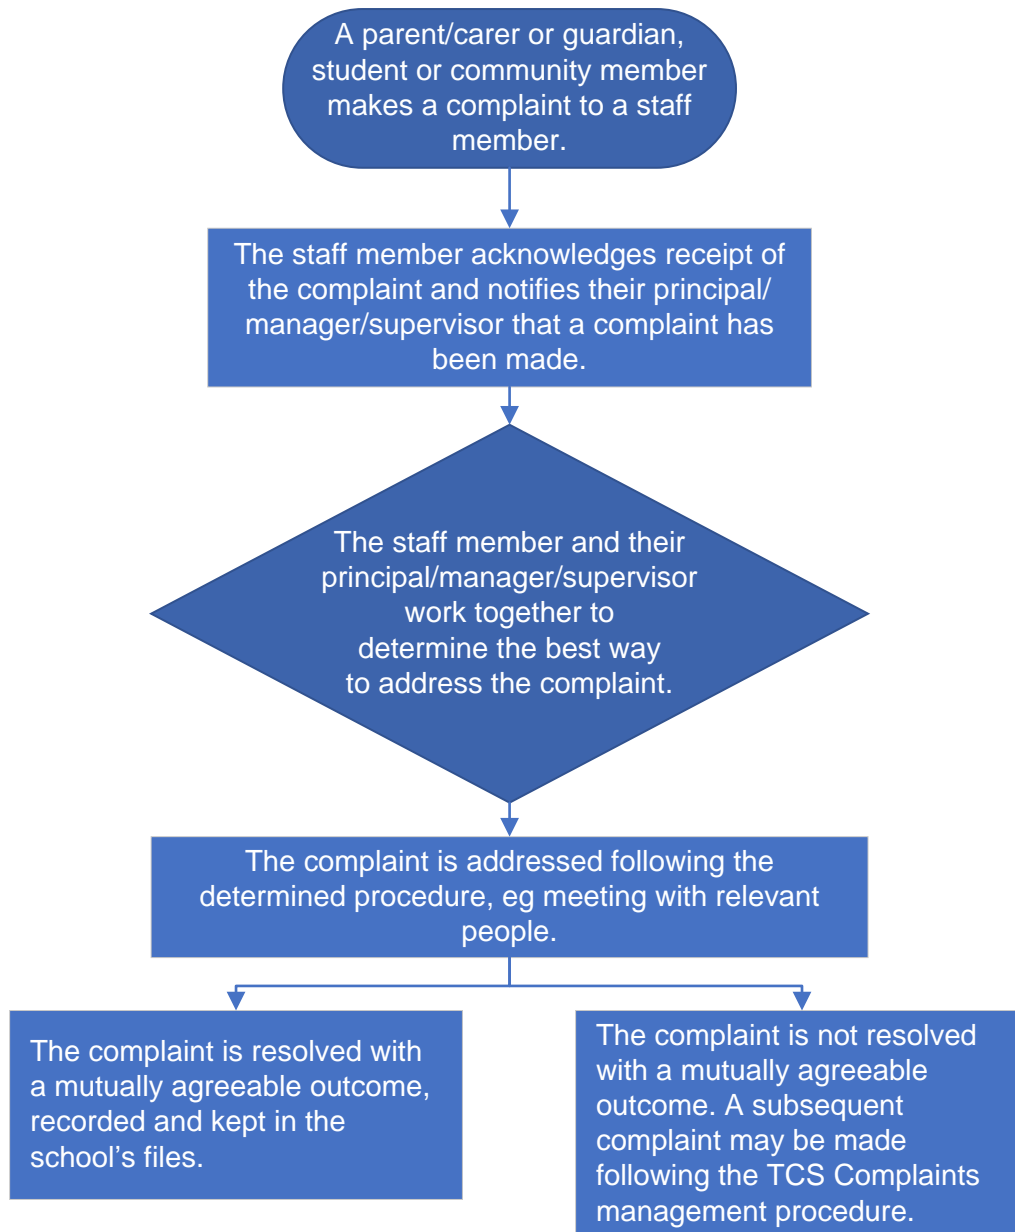 A parent/carer or guardian,
student or community member
makes a complaint to a staff
member.
The staff member acknowledges receipt of
the complaint and notifies their principal/
manager/supervisor that a complaint has
been made.
The staff member and their
principal/manager/supervisor
work together to
determine the best way
to address the complaint.
The complaint is addressed following the
determined procedure, eg meeting with relevant
people.
The complaint is resolved with
a mutually agreeable outcome,
recorded and kept in the
school’s files.
The complaint is not resolved
with a mutually agreeable
outcome. A subsequent
complaint may be made
following the TCS Complaints
management procedure.